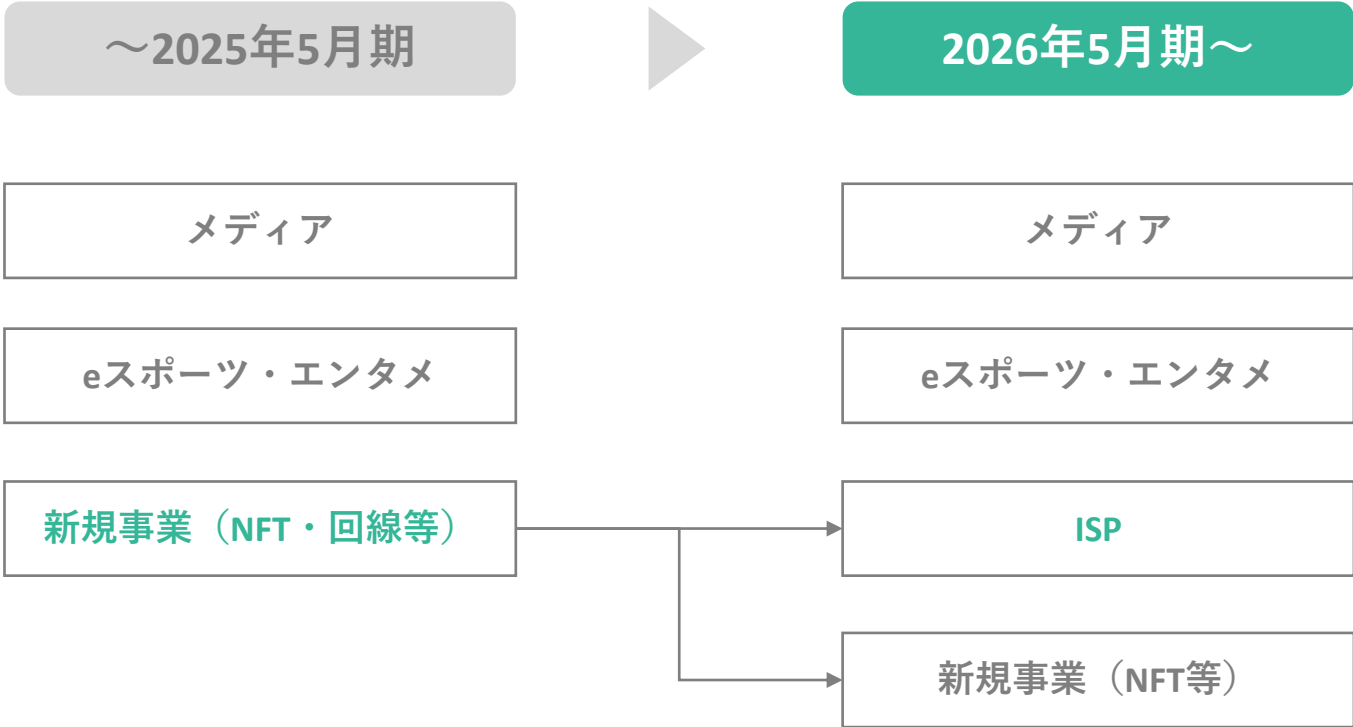 ～2025年5月期
2026年5月期～
メディア
メディア
eスポーツ・エンタメ
eスポーツ・エンタメ
新規事業（NFT・回線等）
ISP
新規事業（NFT等）